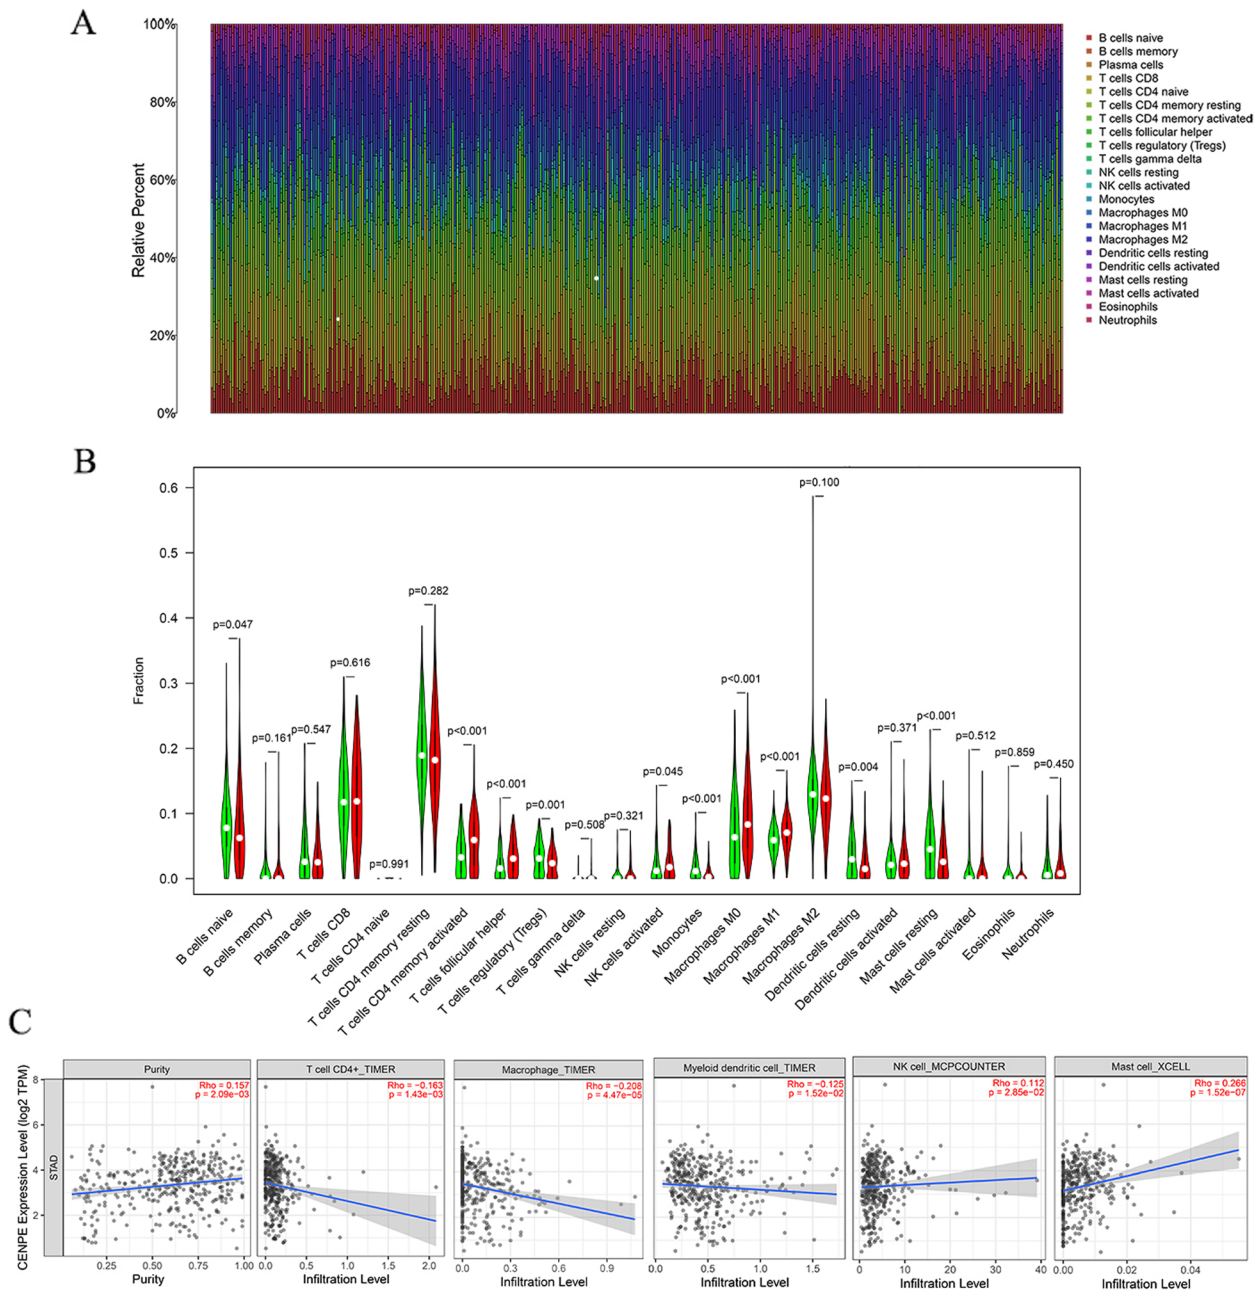 A
100%
80%
60%
40%
20%
0%
Relative Percent
B cells naive
B cells memory
Plasma cells
T cells CD8
T cells CD4 naive
T cells CD4 memory resting
T cells CD4 memory activated
T cells follicular helper
T cells regulatory (Tregs)
T cells gamma delta
NK cells resting
NK cells activated
Monocytes
Macrophages M0
Macrophages M1
Macrophages M2
Dendritic cells resting
Dendritic cells activated
Mast cells resting
Mast cells activated
Eosinophils
Neutrophils
B
0.6
0.5
0.4
0.3
0.2
0.1
0.0
Fraction
p=0.047
p=0.161
p=0.547
p=0.616
p=0.991
p=0.282
p<0.001
p<0.001
p=0.001
p=0.508
p=0.321
p=0.045
p<0.001
p<0.001
p<0.001
p=0.100
p=0.004
p=0.371
p<0.001
p=0.512
p=0.859
p=0.450
B cells naive
B cells memory
Plasma cells
T cells CD8
T cells CD4 naive
T cells CD4 memory resting
T cells CD4 memory activated
T cells follicular helper
T cells regulatory (Tregs)
T cells gamma delta
NK cells resting
NK cells activated
Monocytes
Macrophages M0
Macrophages M1
Macrophages M2
Dendritic cells resting
Dendritic cells activated
Mast cells resting
Mast cells activated
Eosinophils
Neutrophils
C
CENPE Expression Level (log2 TPM)
STAD
8
6
4
2
Purity
Rho = 0.157
p = 2.09e−03
0.25 0.50 0.75 1.00
Purity
T cell CD4+_TIMER
Rho = −0.163
p = 1.43e−03
0.0 0.5 1.0 1.5 2.0
Infiltration Level
Macrophage_TIMER
Rho = −0.208
p = 4.47e−05
0.0 0.3 0.6 0.9
Infiltration Level
Myeloid dendritic cell_TIMER
Rho = −0.125
p = 1.52e−02
0.0 0.5 1.0 1.5
Infiltration Level
NK cell_MCPCOUNTER
Rho = 0.112
p = 2.85e−02
0 10 20 30 40
Infiltration Level
Mast cell_XCELL
Rho = 0.266
p = 1.52e−07
0.00 0.02 0.04
Infiltration Level